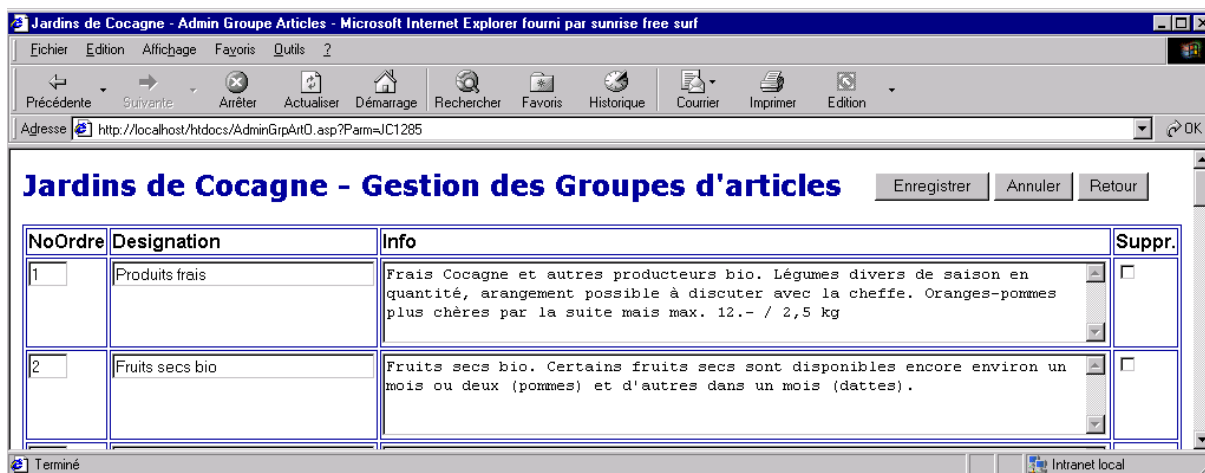 Jardins de Cocagne - Admin Groupe Articles - Microsoft Internet Explorer fourni par sunrise free surf
Fichier Edition Affichage Favoris Outils ?
Précédente Suivante Arrêter Actualiser Démarrage Rechercher Favoris Historique Courrier Imprimer Edition
Adresse http://localhost/htdocs/AdminGrpArtO.asp?Parm=JC1285 OK
Jardins de Cocagne - Gestion des Groupes d'articles Enregistrer Annuler Retour
NoOrdre Designation Info Suppr.
1 Produits frais Frais Cocagne et autres producteurs bio. Légumes divers de saison en
quantité, arangement possible à discuter avec la cheffe. Oranges-pommes
plus chères par la suite mais max. 12.- / 2,5 kg
2 Fruits secs bio Fruits secs bio. Certains fruits secs sont disponibles encore environ un
mois ou deux (pommes) et d'autres dans un mois (dattes).
Terminé Intranet local